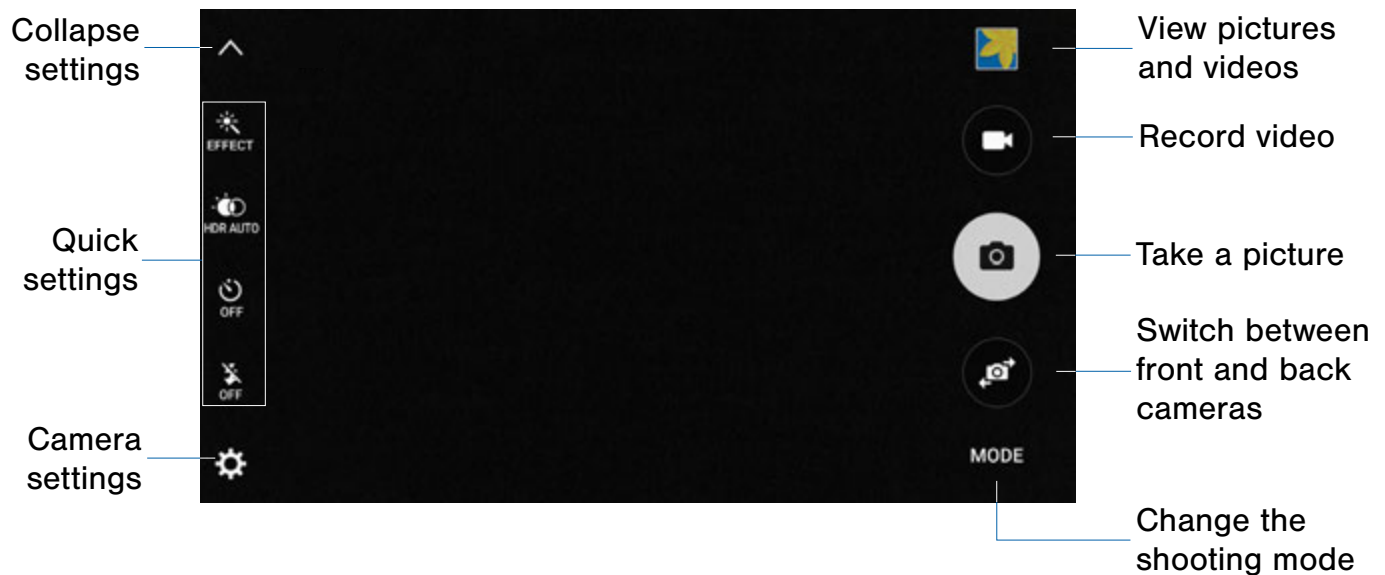 Collapse
settings
EFFECT
HDR AUTO
Quick
settings
OFF
OFF
Camera
settings
View pictures
and videos
Record video
Take a picture
Switch between
front and back
cameras
MODE
Change the
shooting mode